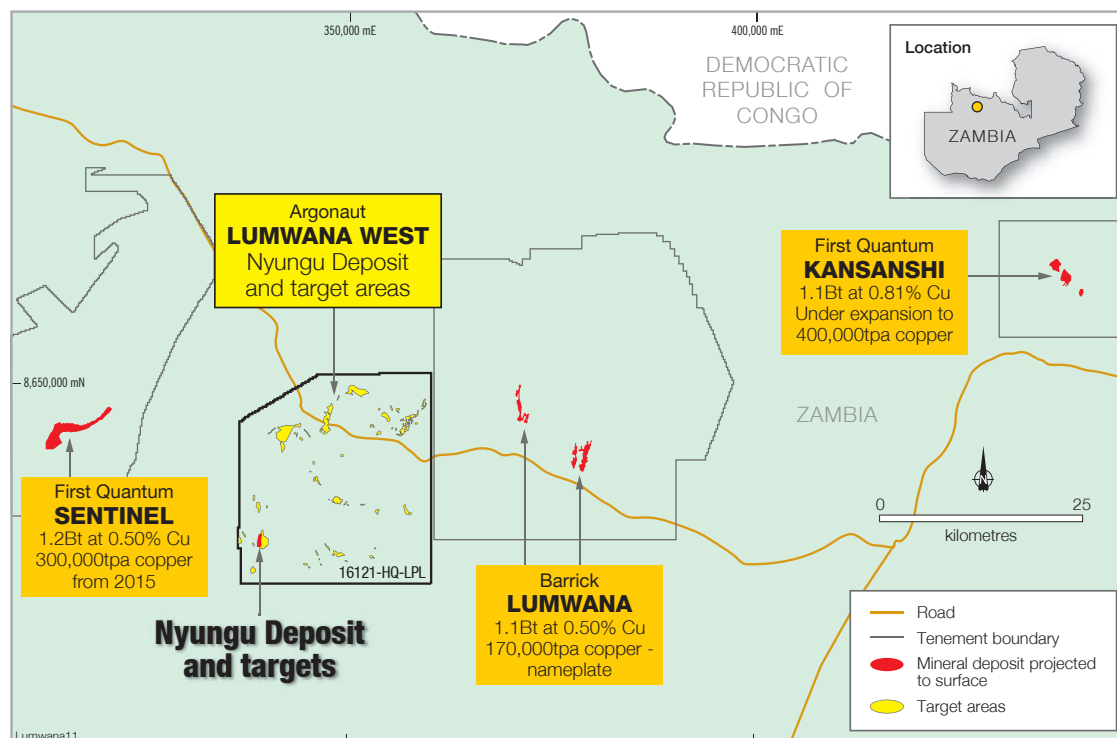 350,000 mE
400,000 mE
DEMOCRATIC
REPUBLIC OF
CONGO
Location
ZAMBIA
Argonaut
LUMWANA WEST
Nyungu Deposit
and target areas
First Quantum
KANSANSHI
1.1Bt at 0.81% Cu
Under expansion to
400,000tpa copper
8,650,000 mN
ZAMBIA
First Quantum
SENTINEL
1.2Bt at 0.50% Cu
300,000tpa copper
from 2015
16121-HQ-LPL
N
0
25
kilometres
Barrick
LUMWANA
1.1Bt at 0.50% Cu
170,000tpa copper -
nameplate
Nyungu Deposit
and targets
Road
Tenement boundary
Mineral deposit projected
to surface
Target areas
Lumwana11